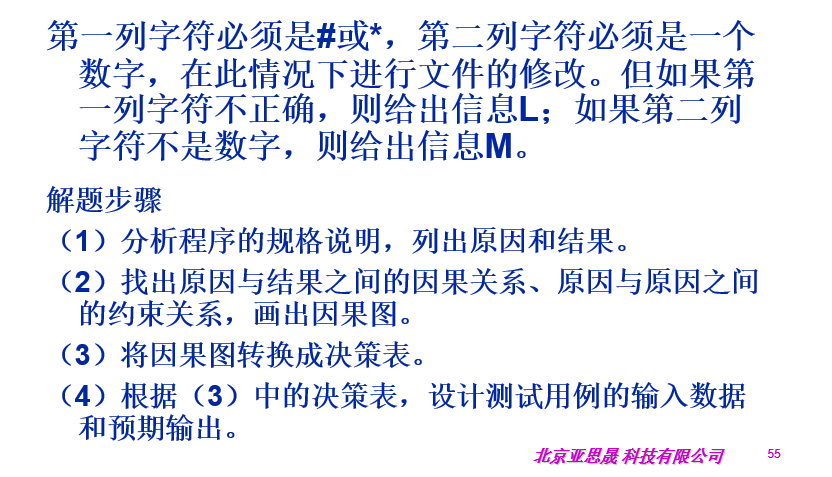 第一列字符必须是#或*，第二列字符必须是一个
数字，在此情况下进行文件的修改。但如果第
一列字符不正确，则给出信息L；如果第二列
字符不是数字，则给出信息M。
解题步骤
（1）分析程序的规格说明，列出原因和结果。
（2）找出原因与结果之间的因果关系、原因与原因之间
的约束关系，画出因果图。
（3）将因果图转换成决策表。
（4）根据（3）中的决策表，设计测试用例的输入数据
和预期输出。
北京亚思晟 科技有限公司 55